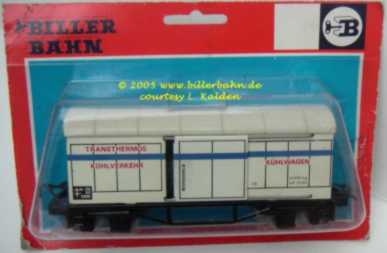 BILLER
BAHN
B
© 2005 www.billerbahn.de
courtesy L. Kalden
TRANSTHERMOS
KÜHLVERKEHR
KÜHLWAGEN